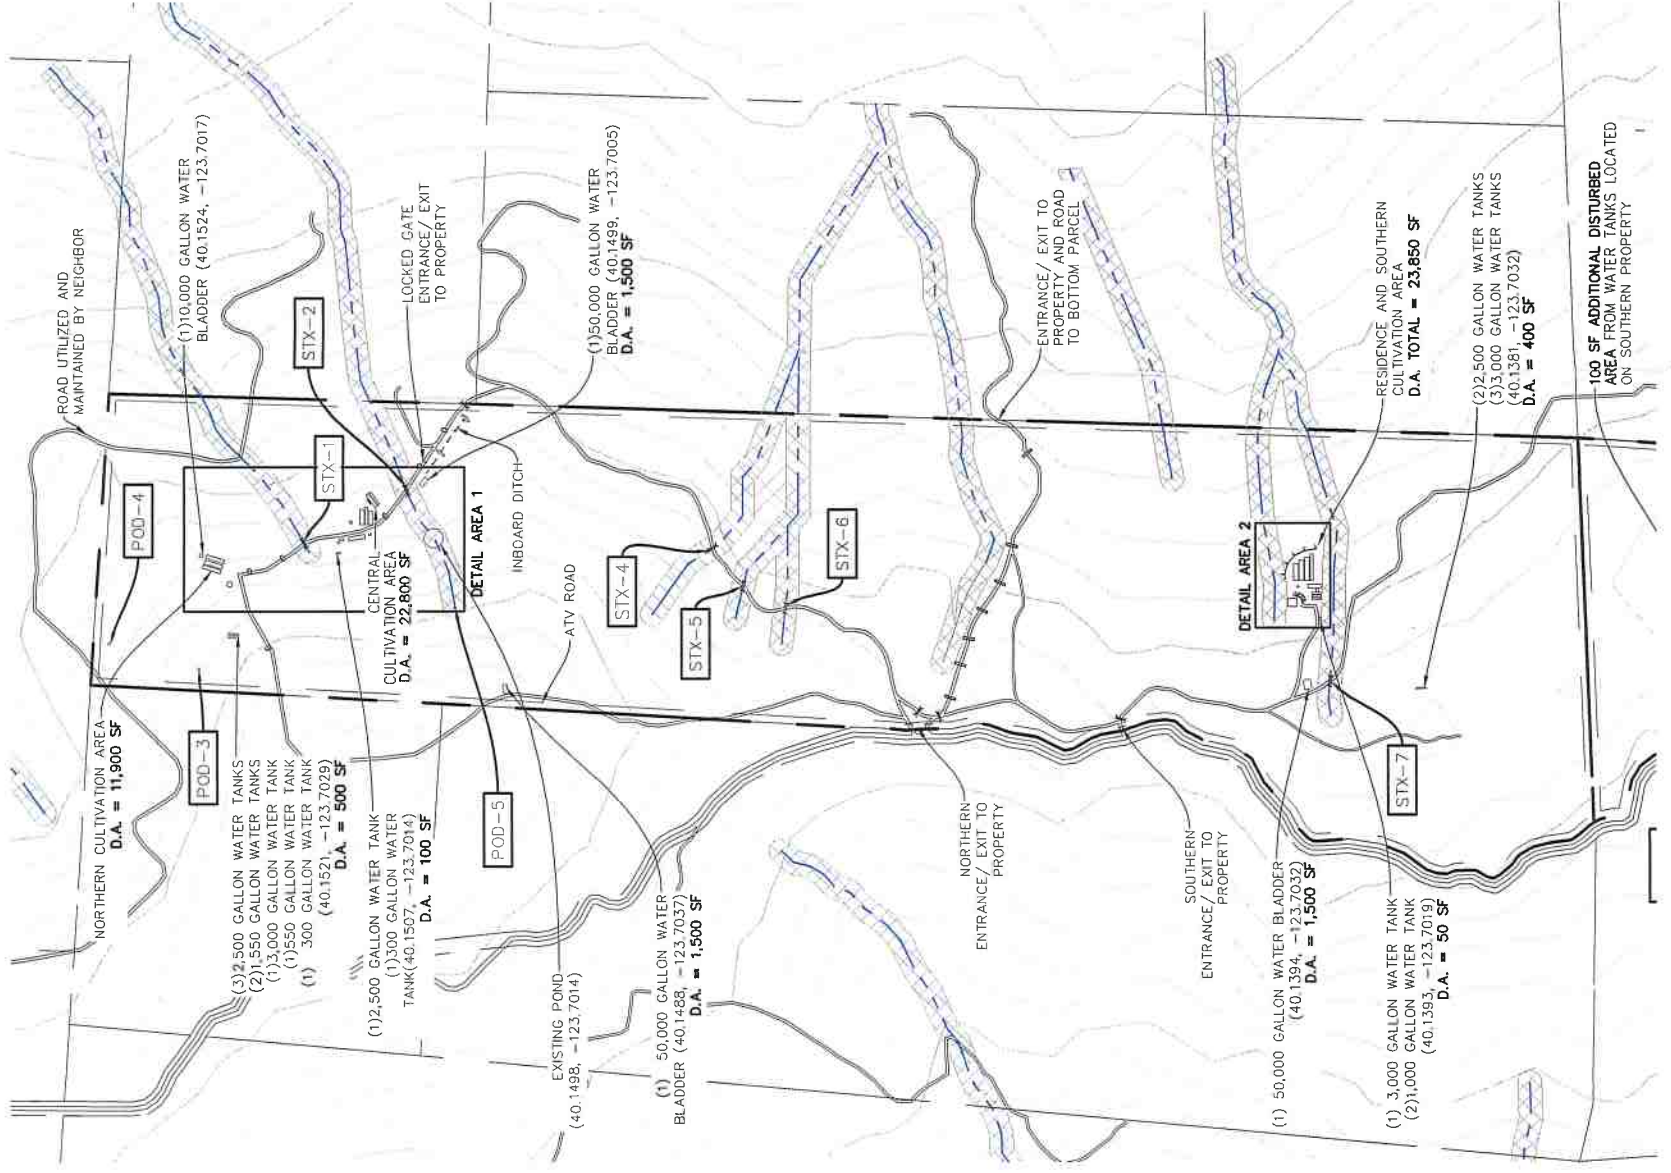 ROAD UTILIZED AND
MAINTAINED BY NEIGHBOR
(1)10,000 GALLON WATER
BLADDER (40.1524, -123.7017)
STX-2
LOCKED GATE
ENTRANCE/ EXIT
TO PROPERTY
(1)50,000 GALLON WATER
BLADDER (40.1499, -123.7005)
D.A. = 1,500 SF
ENTRANCE/ EXIT TO
PROPERTY AND ROAD
TO BOTTOM PARCEL
RESIDENCE AND SOUTHERN
CULTIVATION AREA
D.A. TOTAL = 23,850 SF
(2)2,500 GALLON WATER TANKS
(3)3,000 GALLON WATER TANKS
(40.1381, -123.7032)
D.A. = 400 SF
100 SF ADDITIONAL DISTURBED
AREA FROM WATER TANKS LOCATED
ON SOUTHERN PROPERTY
POD-4
STX-1
CENTRAL
CULTIVATION AREA
D.A. = 22,800 SF
DETAIL AREA 1
INBOARD DITCH
ATV ROAD
STX-4
STX-5
STX-6
DETAIL AREA 2
NORTHERN CULTIVATION AREA
D.A. = 11,900 SF
POD-3
(3)2,500 GALLON WATER TANKS
(2)1,550 GALLON WATER TANKS
(1)3,000 GALLON WATER TANK
(1)550 GALLON WATER TANK
(1) 300 GALLON WATER TANK
(40.1521, -123.7029)
D.A. = 500 SF
(1)2,500 GALLON WATER TANK
(1)300 GALLON WATER
TANK(40.1507, -123.7014)
D.A. = 100 SF
POD-5
EXISTING POND
(40.1498, -123.7014)
(1) 50,000 GALLON WATER
BLADDER (40.1488, -123.7037)
D.A. = 1,500 SF
NORTHERN
ENTRANCE/ EXIT TO
PROPERTY
SOUTHERN
ENTRANCE/ EXIT TO
PROPERTY
STX-7
(1) 50,000 GALLON WATER BLADDER
(40.1394, -123.7032)
D.A. = 1,500 SF
(1) 3,000 GALLON WATER TANK
(2)1,000 GALLON WATER TANK
(40.1393, -123.7019)
D.A. = 50 SF